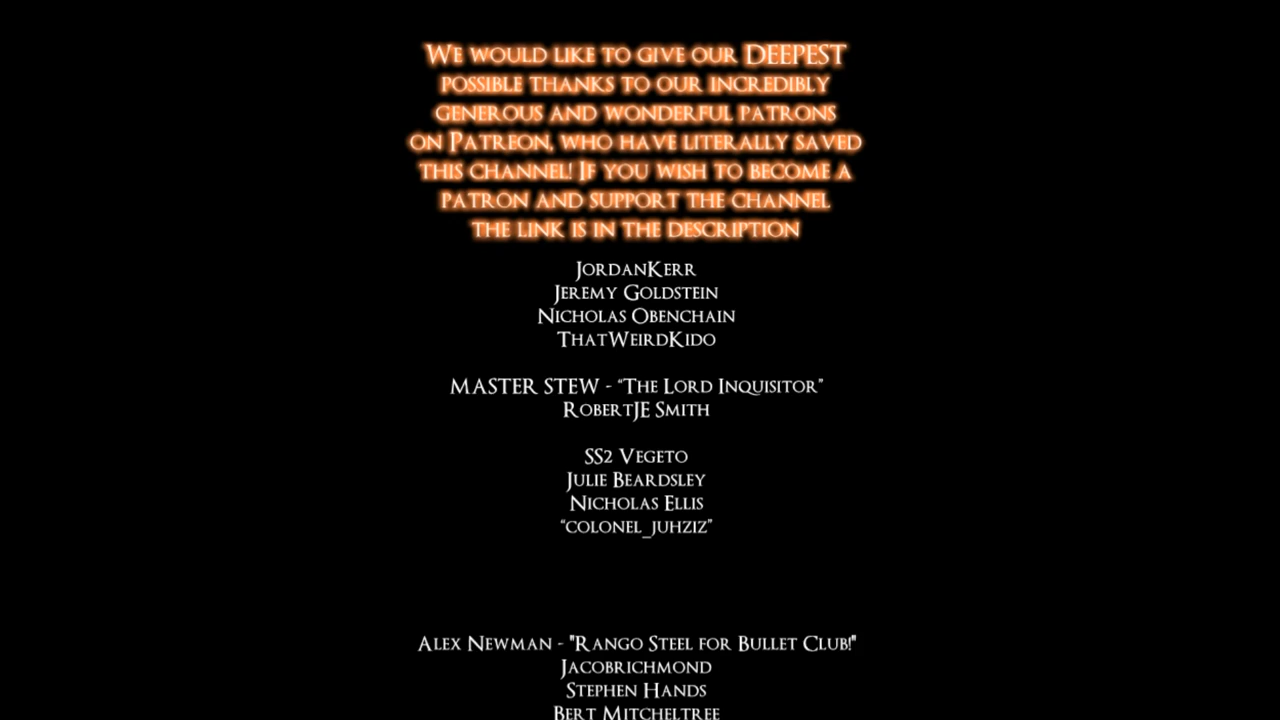 We would like to give our DEEPEST
possible thanks to our incredibly
generous and wonderful patrons
on Patreon, who have literally saved
this channel! If you wish to become a
patron and support the channel
the link is in the description
JordanKerr
Jeremy Goldstein
Nicholas Obenchain
ThatWeirdKido
MASTER STEW - “The Lord Inquisitor”
RobertJE Smith
SS2 Vegeto
Julie Beardsley
Nicholas Ellis
“colonel_juhziz”
Alex Newman - "Rango Steel for Bullet Club!"
Jacobrichmond
Stephen Hands
Bert Mitcheltree